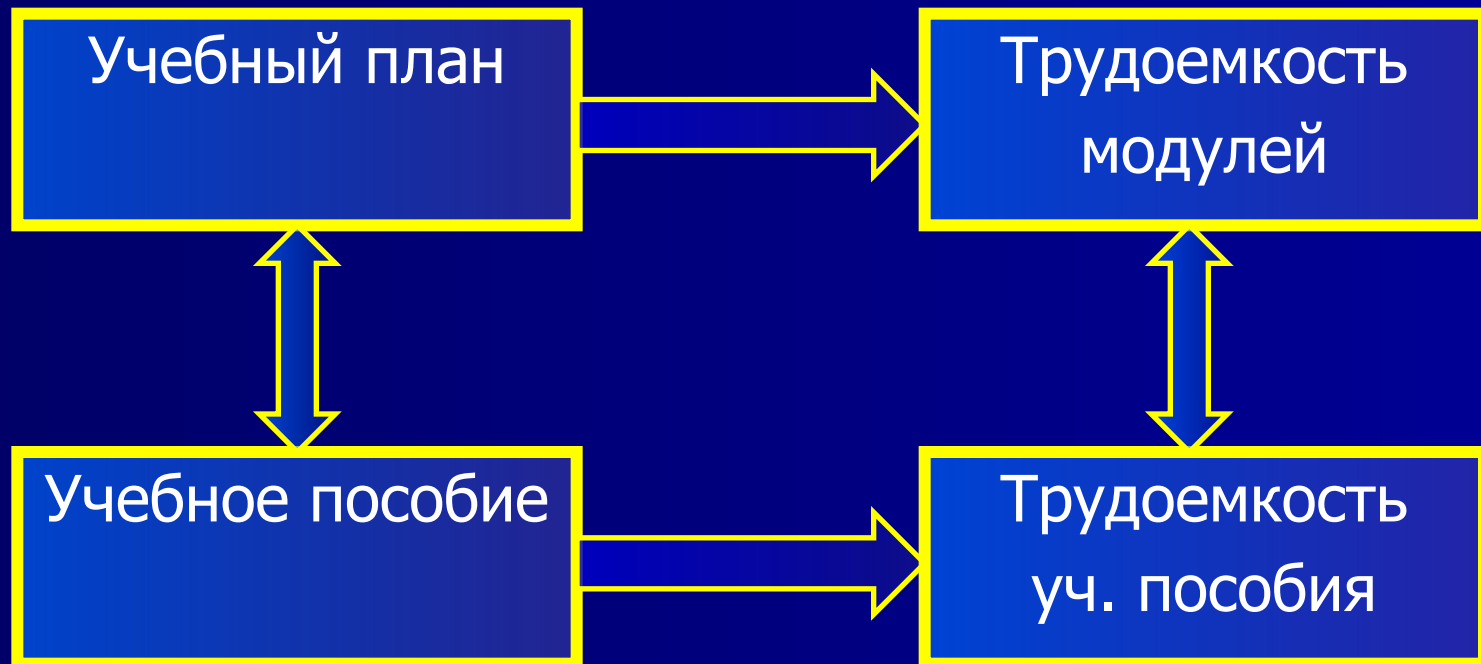 Учебный план
Трудоемкость
модулей
Учебное пособие
Трудоемкость
уч. пособия